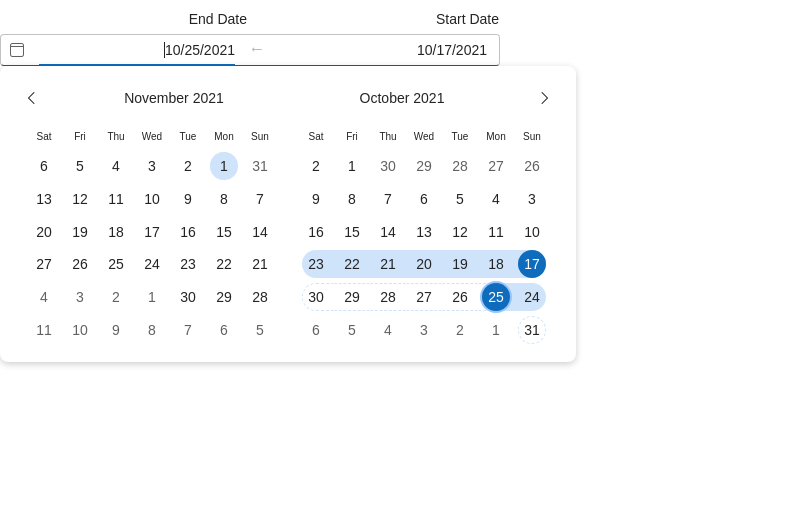 End Date Start Date
10/25/2021 ← 10/17/2021
November 2021 October 2021
Sat Fri Thu Wed Tue Mon Sun Sat Fri Thu Wed Tue Mon Sun
6 5 4 3 2 1 31 2 1 30 29 28 27 26
13 12 11 10 9 8 7 9 8 7 6 5 4 3
20 19 18 17 16 15 14 16 15 14 13 12 11 10
27 26 25 24 23 22 21 23 22 21 20 19 18 17
4 3 2 1 30 29 28 30 29 28 27 26 25 24
11 10 9 8 7 6 5 6 5 4 3 2 1 31